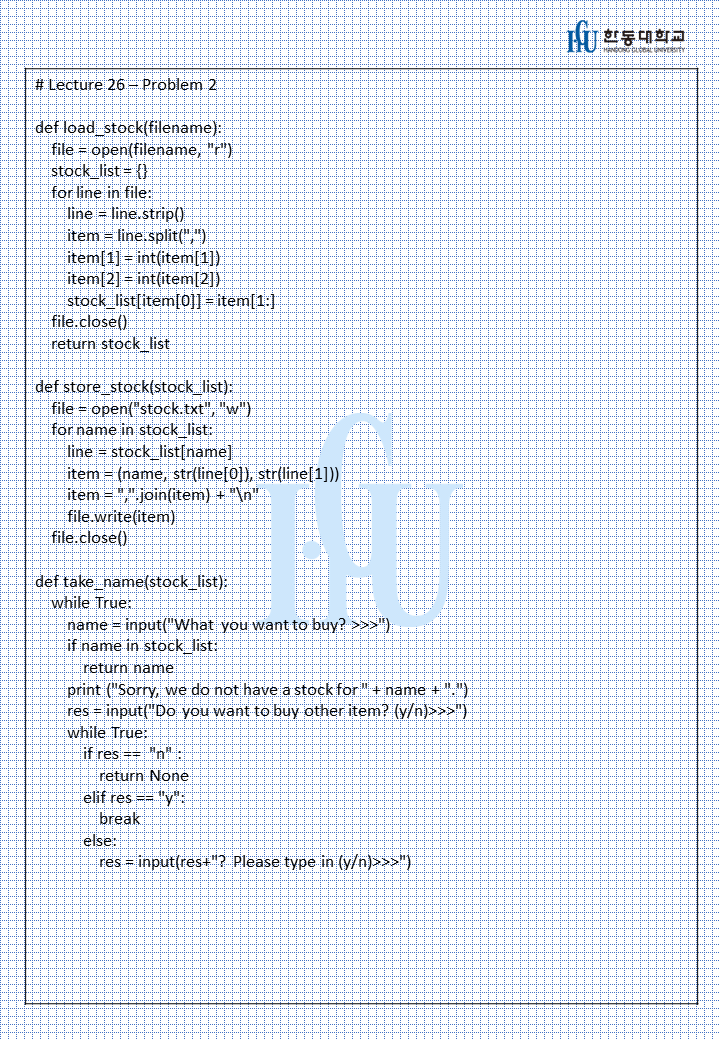 한동대학교
HANDONG GLOBAL UNIVERSITY
# Lecture 26 – Problem 2
def load_stock(filename):
    file = open(filename, "r")
    stock_list = {}
    for line in file:
        line = line.strip()
        item = line.split(",")
        item[1] = int(item[1])
        item[2] = int(item[2])
        stock_list[item[0]] = item[1:]
    file.close()
    return stock_list
def store_stock(stock_list):
    file = open("stock.txt", "w")
    for name in stock_list:
        line = stock_list[name]
        item = (name, str(line[0]), str(line[1]))
        item = ",".join(item) + "\n"
        file.write(item)
    file.close()
def take_name(stock_list):
    while True:
        name = input("What you want to buy? >>>")
        if name in stock_list:
            return name
        print ("Sorry, we do not have a stock for " + name + ".")
        res = input("Do you want to buy other item? (y/n)>>>")
        while True:
            if res == "n" :
                return None
            elif res == "y":
                break
            else:
                res = input(res+"? Please type in (y/n)>>>")